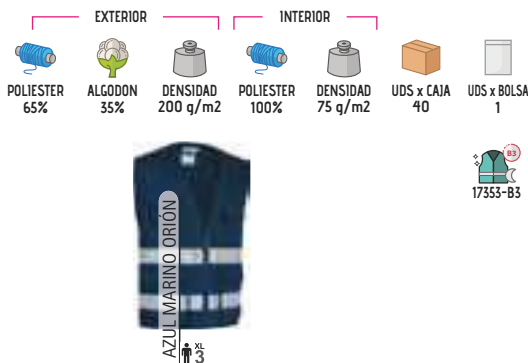 EXTERIOR
INTERIOR
POLIESTER
65%
ALGODON
35%
DENSIDAD
200 g/m2
POLIESTER
100%
DENSIDAD
75 g/m2
UDS x CAJA
40
UDS x BOLSA
1
B3
17353-B3
AZUL MARINO ORIÓN
XL
3